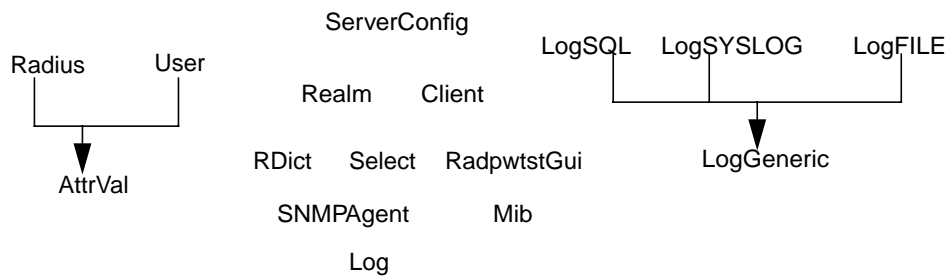 ServerConfig
LogSQL LogSYSLOG LogFILE
Radius User
Realm Client
RDict Select RadpwtstGui LogGeneric
AttrVal
SNMPAgent Mib
Log